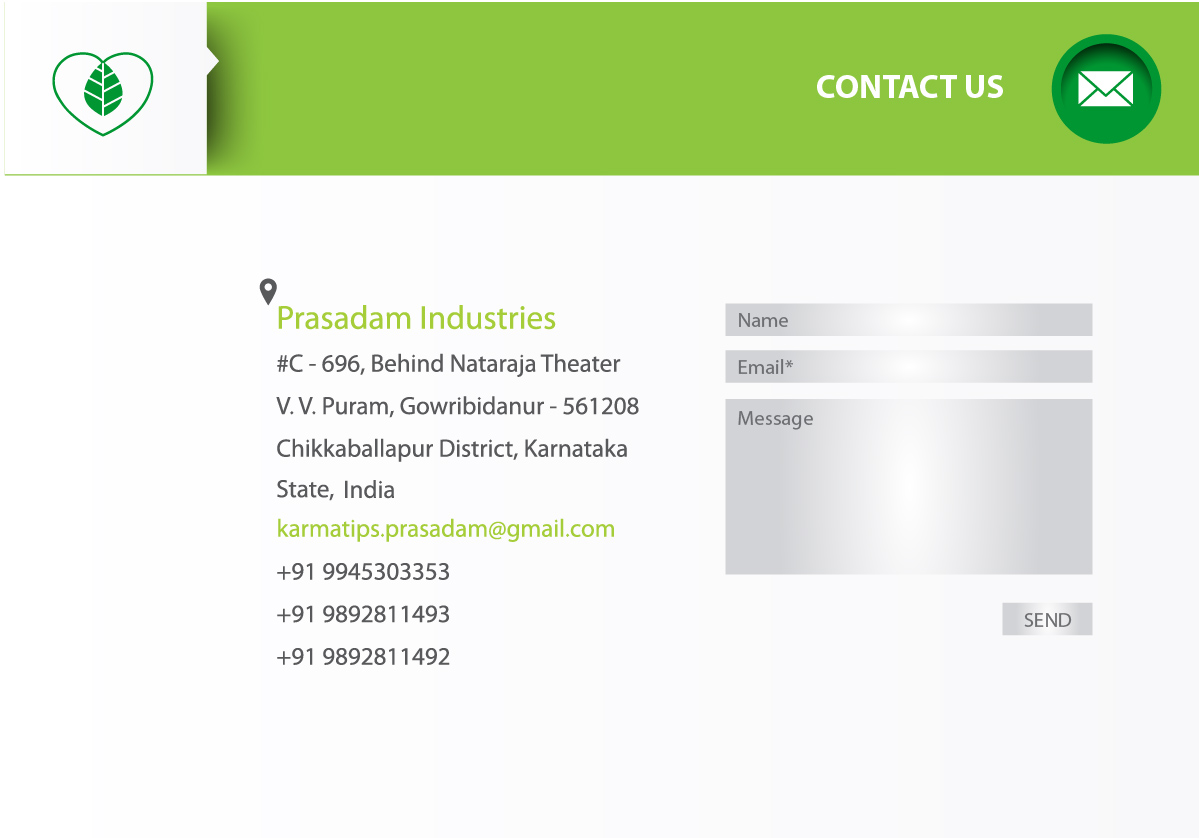 CONTACT US
Prasadam Industries
#C - 696, Behind Nataraja Theater
V. V. Puram, Gowribidanur - 561208
Chikkaballapur District, Karnataka
State, India
karmatips.prasadam@gmail.com
+91 9945303353
+91 9892811493
+91 9892811492
Name
Email*
Message
SEND